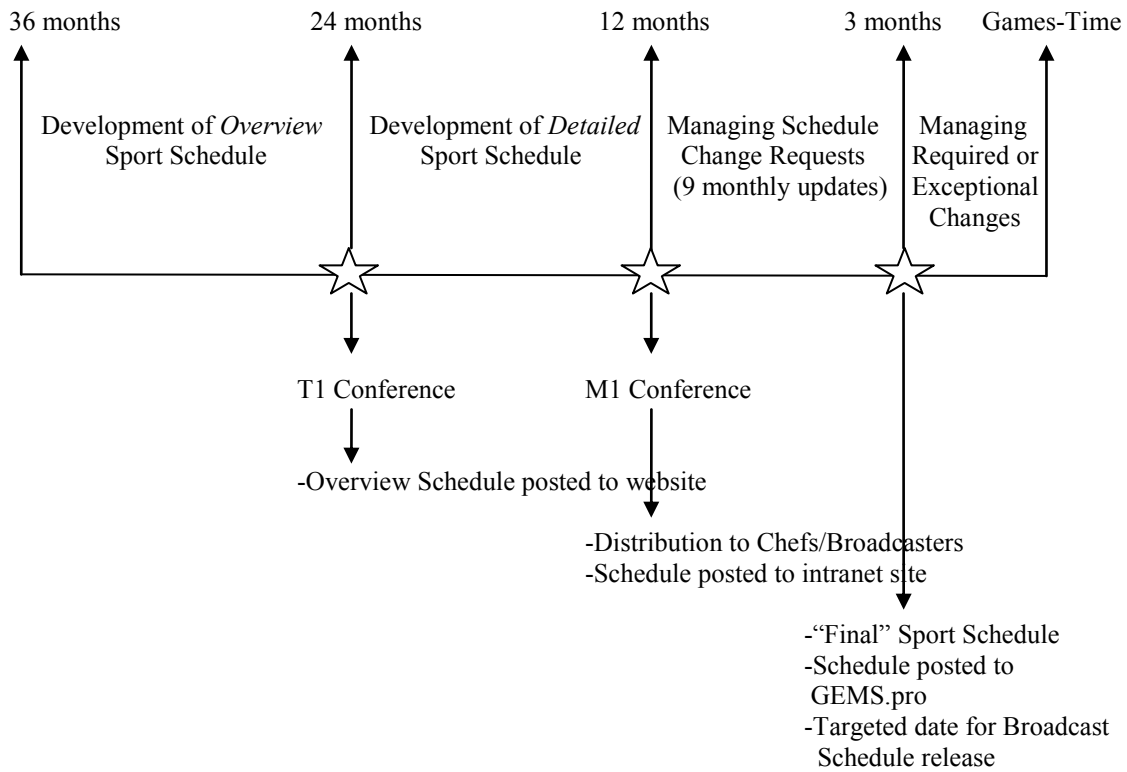 36 months 24 months 12 months 3 months Games-Time
Development of Overview
Sport Schedule
Development of Detailed
Sport Schedule
Managing Schedule
Change Requests
(9 monthly updates)
Managing
Required or
Exceptional
Changes
T1 Conference
-Overview Schedule posted to website
M1 Conference
-Distribution to Chefs/Broadcasters
-Schedule posted to intranet site
-“Final” Sport Schedule
-Schedule posted to
GEMS.pro
-Targeted date for Broadcast
Schedule release